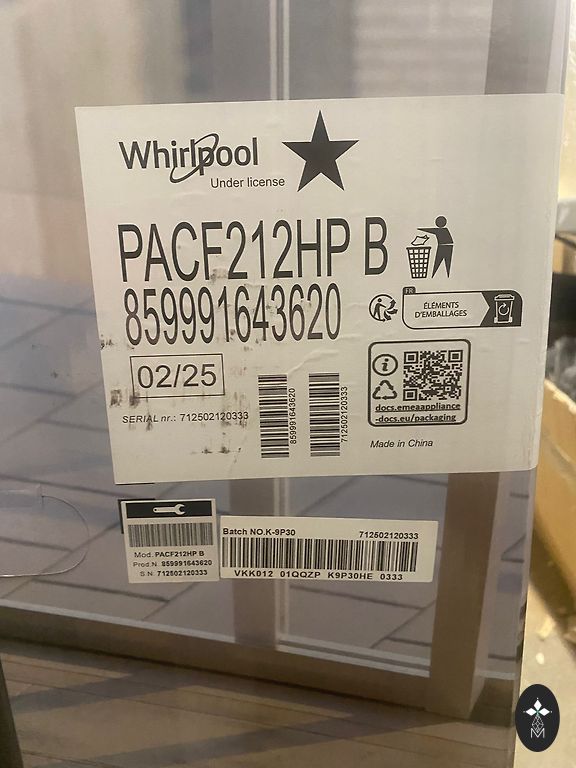 Whirlpool
Under license
PACF212HP B
859991643620
FR
ÉLÉMENTS
D'EMBALLAGES
02/25
SERIAL nr.: 712502120333
859991643620
712502120333
docs.emeaappliance
-docs.eu/packaging
Made in China
Mod. PACF212HP B
Prod.N. 859991643620
S.N. 712502120333
Batch NO.K-9P30
712502120333
VKK012 01QQZP K9P30HE 0333
M